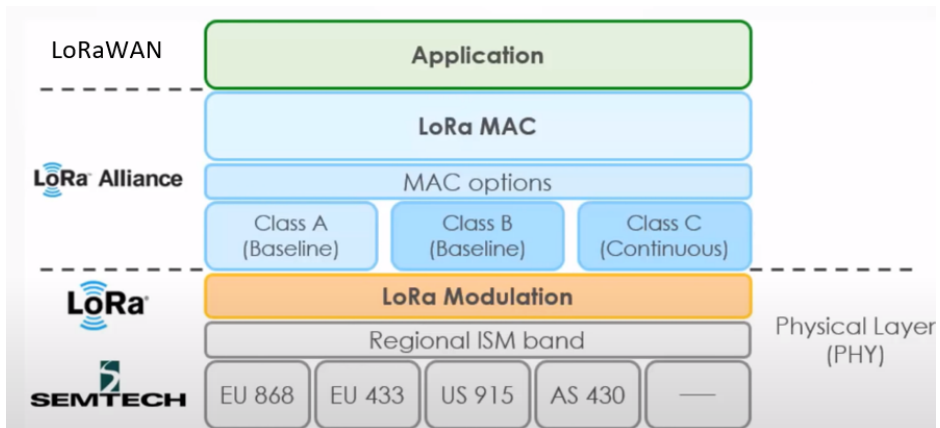 LoRaWAN
Application
LoRa MAC
LoRa Alliance
MAC options
Class A
(Baseline)
Class B
(Baseline)
Class C
(Continuous)
LoRa
LoRa Modulation
Regional ISM band
Physical Layer
(PHY)
SEMTECH
EU 868
EU 433
US 915
AS 430